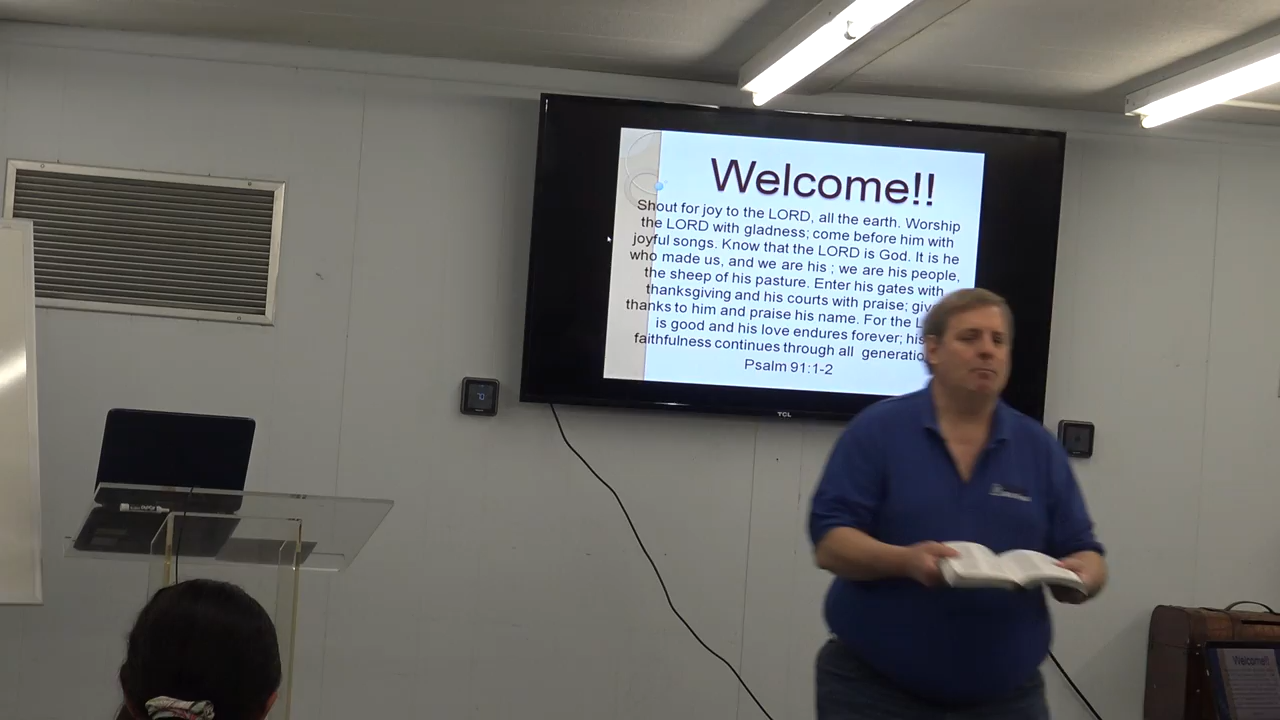 Welcome!!
Shout for joy to the LORD, all the earth. Worship
the LORD with gladness; come before him with
joyful songs. Know that the LORD is God. It is he
who made us, and we are his ; we are his people,
the sheep of his pasture. Enter his gates with
thanksgiving and his courts with praise; give
thanks to him and praise his name. For the
is good and his love endures forever; his
faithfulness continues through all
Psalm 91:1-2
TCL
70
EXPO
Welcome!!